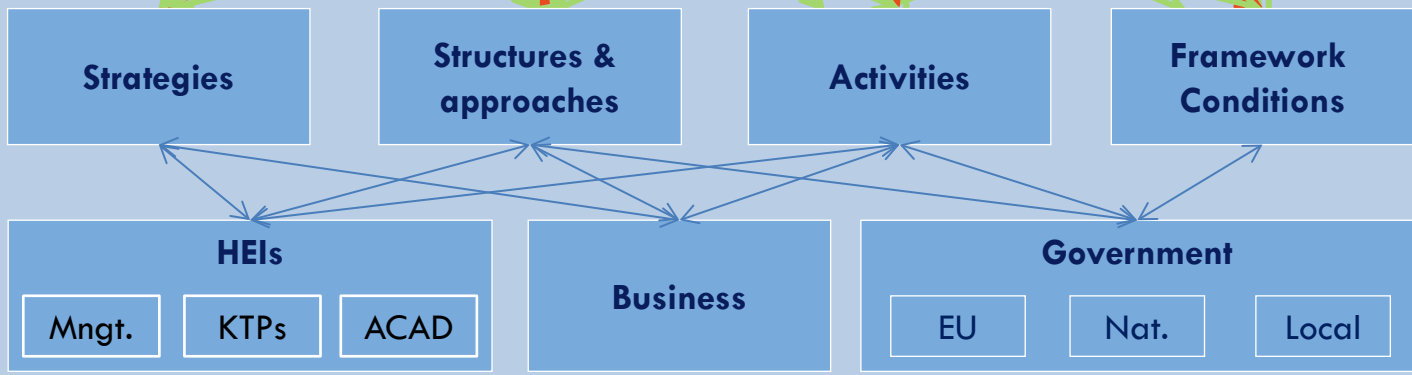 Strategies
Structures &
approaches
Activities
Framework
Conditions
HEIs
Mngt.
KTPs
ACAD
Business
Government
EU
Nat.
Local